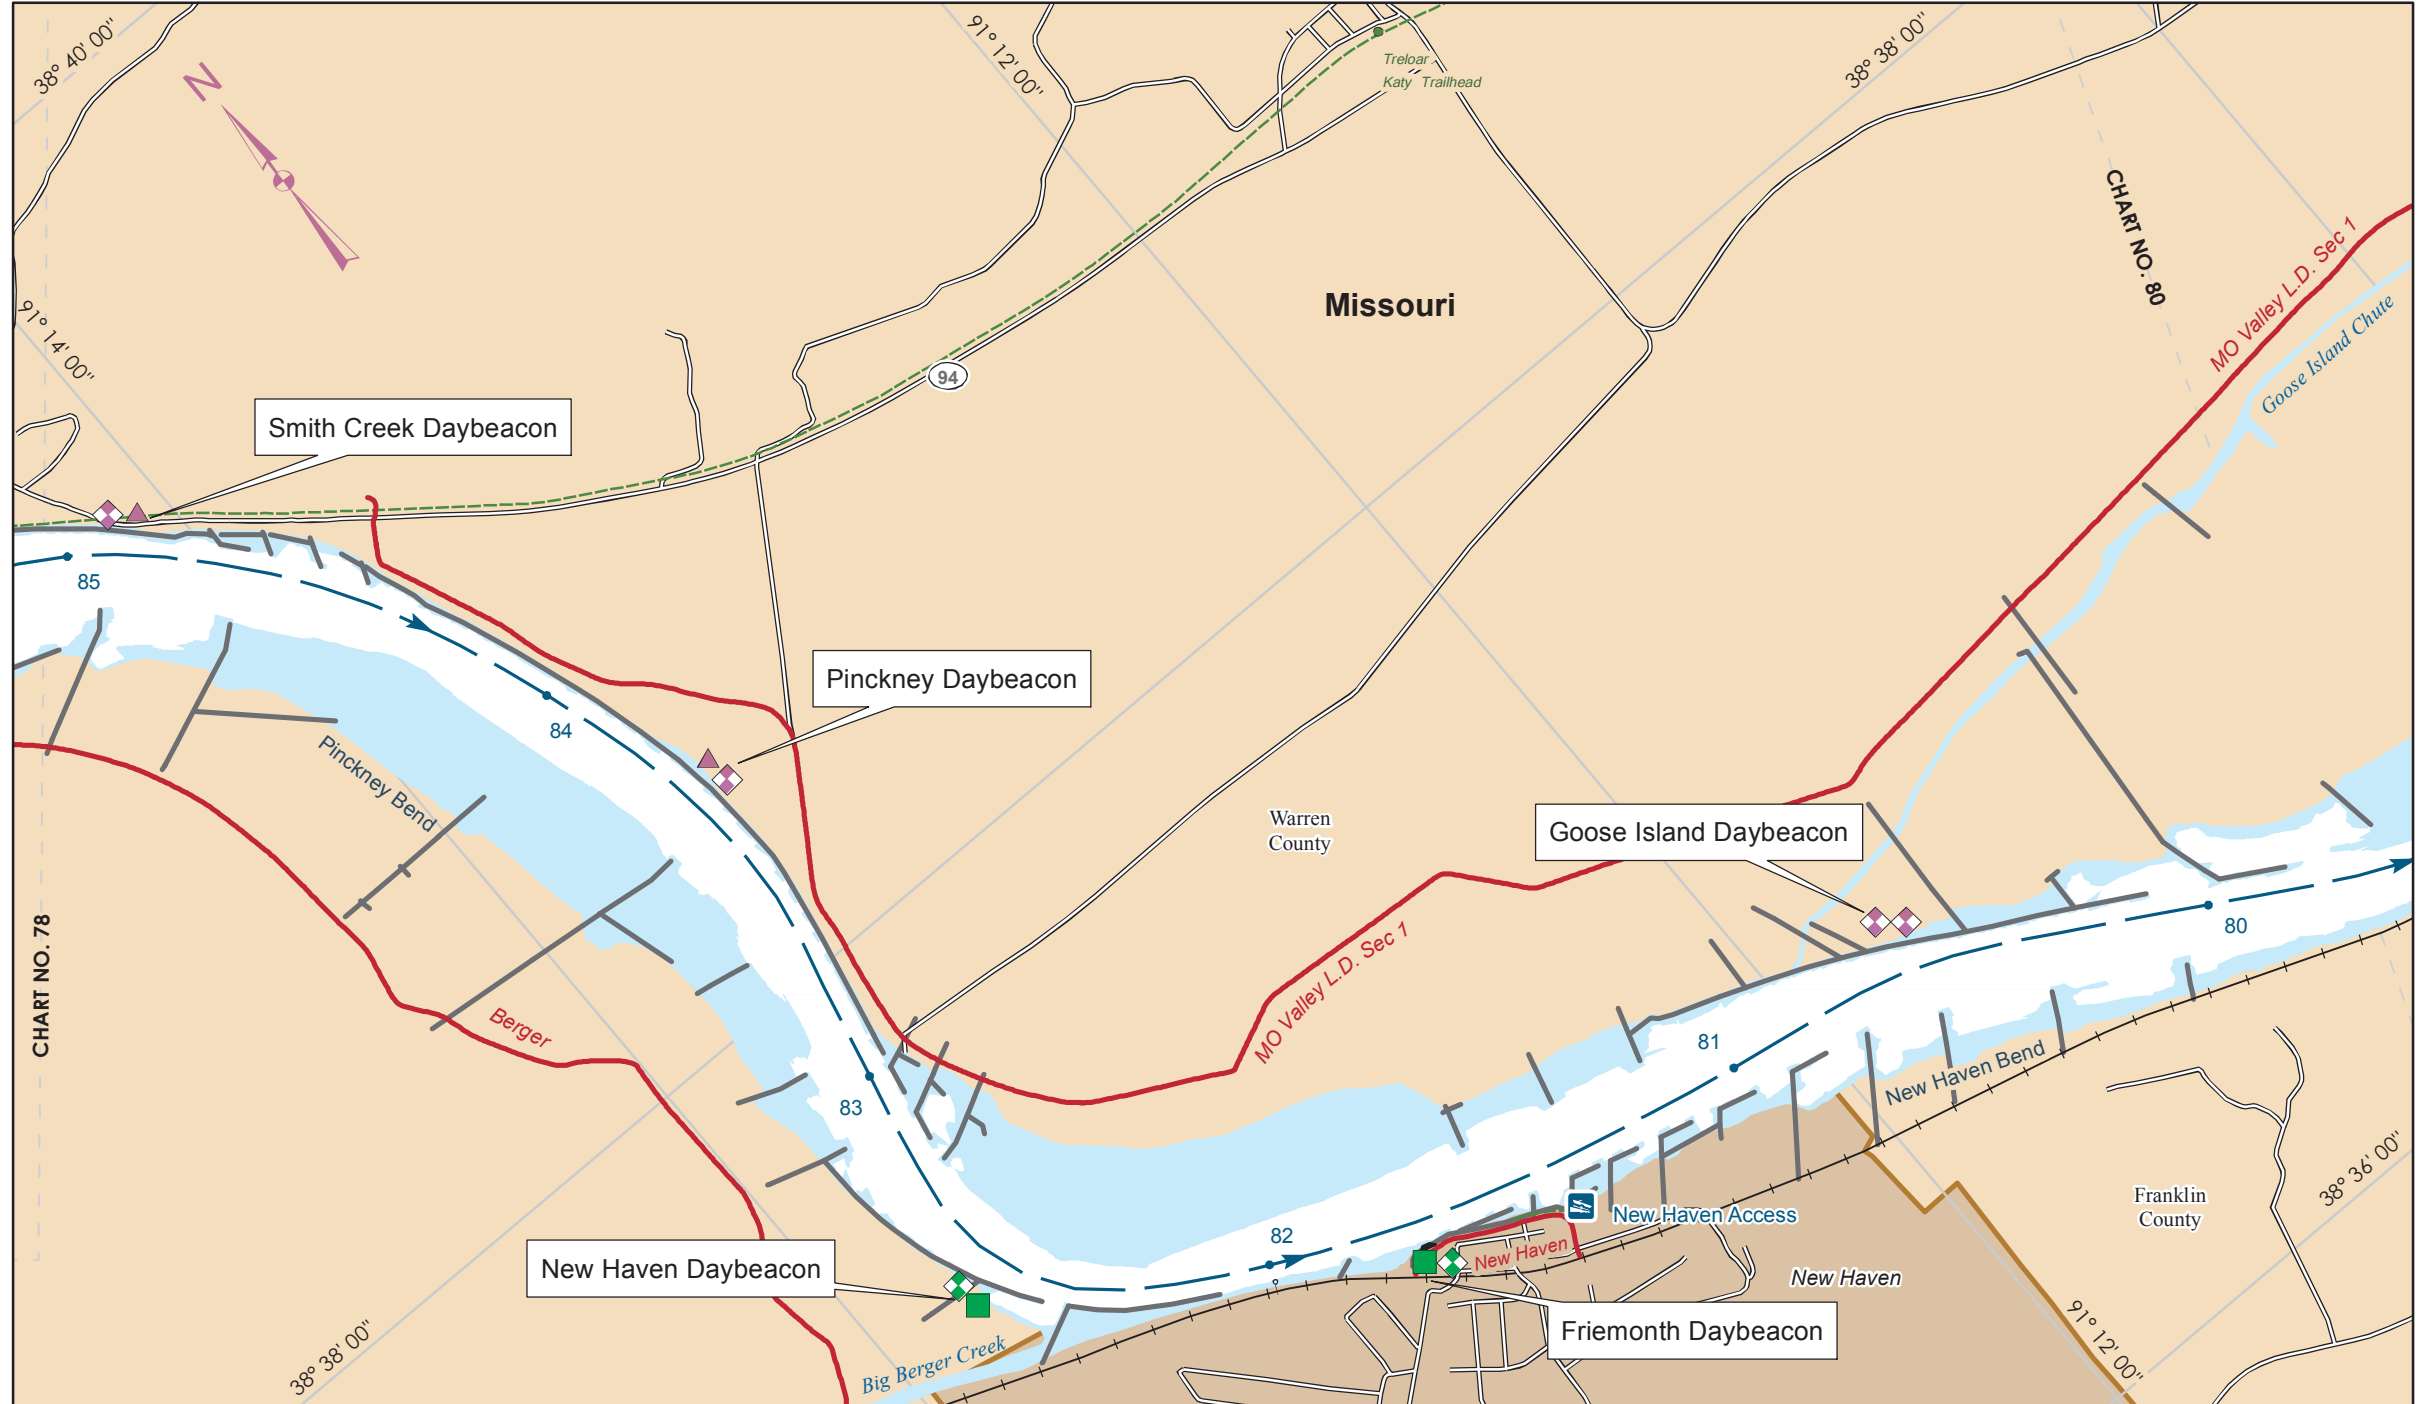 38° 40' 00"
N
91° 12' 00"
Treloar
Katy Trailhead
38° 38' 00"
CHART NO. 80
MO Valley L.D. Sec 1
Goose Island Chute
Missouri
91° 14' 00"
94
Smith Creek Daybeacon
85
Pinckney Daybeacon
84
Pinckney Bend
Warren
County
Goose Island Daybeacon
80
CHART NO. 78
Berger
MO Valley L.D. Sec 1
81
83
New Haven Bend
38° 36' 00"
Franklin
County
New Haven Access
82
New Haven
New Haven
New Haven Daybeacon
Friemonth Daybeacon
91° 12' 00"
Big Berger Creek
38° 38' 00"